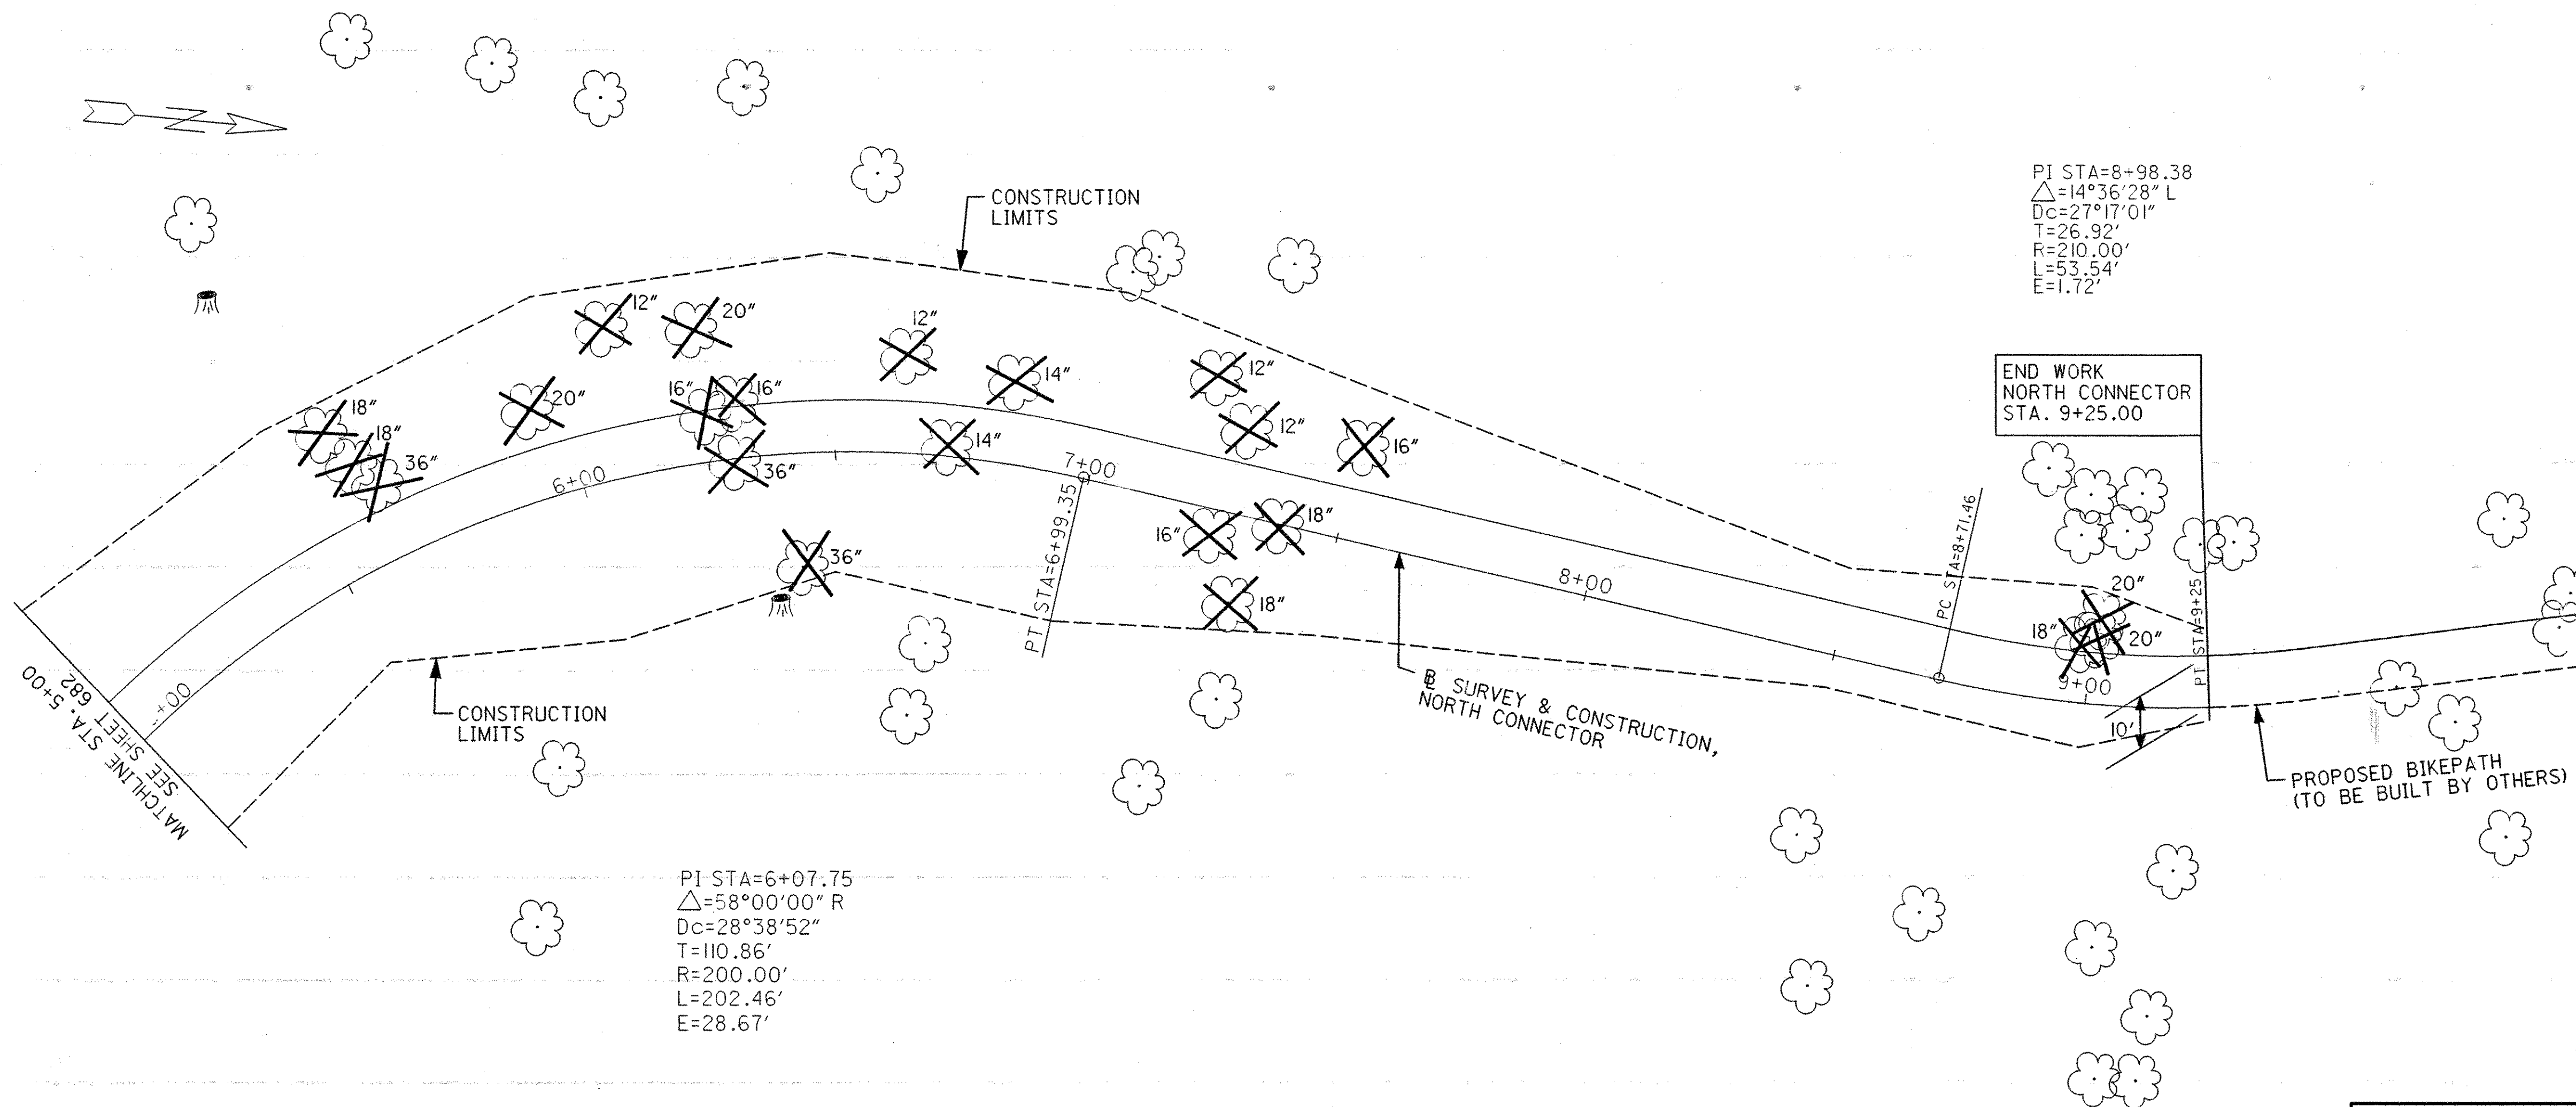 CONSTRUCTION
LIMITS
PI STA=8+98.38
△=14°36'28" L
Dc=27°17'01"
T=26.92'
R=210.00'
L=53.54'
E=1.72'
12"
20"
12"
14"
12"
18"
18"
36"
20"
16"
16"
36"
14"
12"
16"
END WORK
NORTH CONNECTOR
STA. 9+25.00
6+00
7+00
PT STA=6+99.35
36"
16"
18"
18"
8+00
PC STA=8+71.46
20"
18"
20"
9+00
PT STA=9+25
10'
+00
MATCHLINE STA. 5+00
SEE SHEET 682
CONSTRUCTION
LIMITS
℄ SURVEY & CONSTRUCTION,
NORTH CONNECTOR
PROPOSED BIKEPATH
(TO BE BUILT BY OTHERS)
PI STA=6+07.75
△=58°00'00" R
Dc=28°38'52"
T=110.86'
R=200.00'
L=202.46'
E=28.67'